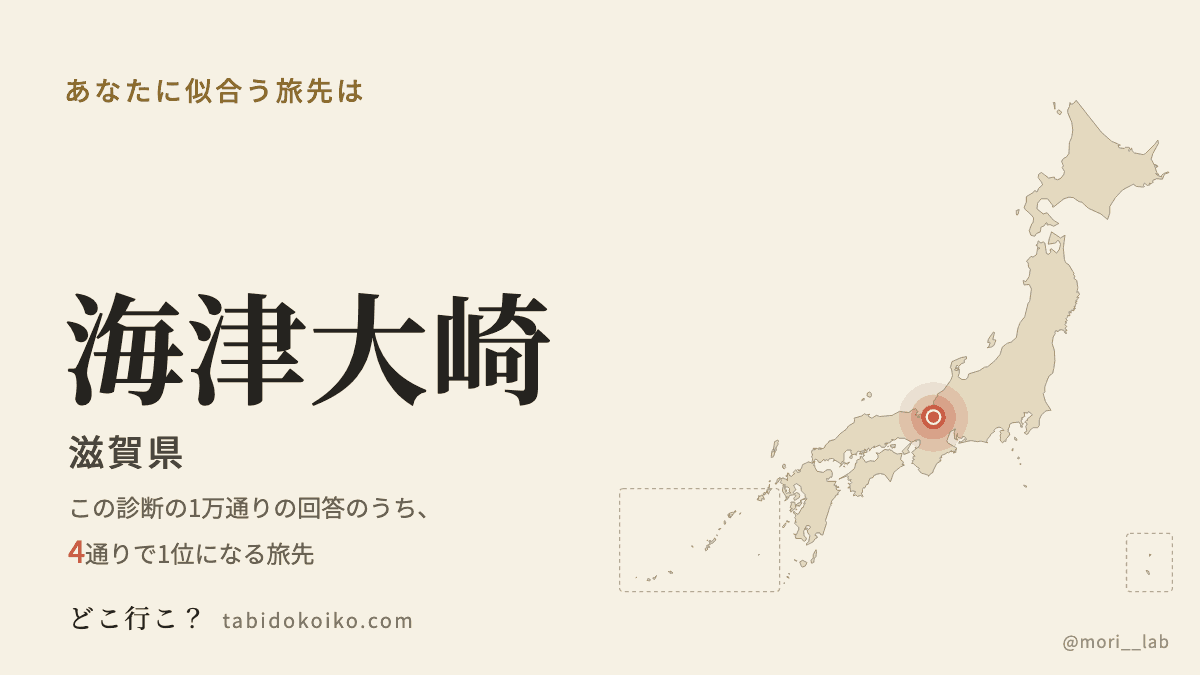 あなたに似合う旅先は
海津大崎
滋賀県
この診断の1万通りの回答のうち、
4通りで1位になる旅先
どこ行こ？ tabidokoiko.com
@mori__lab